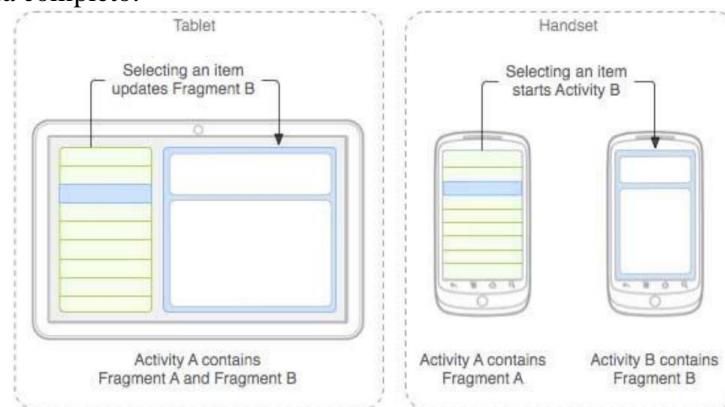 a completo.
Tablet
Selecting an item
updates Fragment B
Activity A contains
Fragment A and Fragment B
Handset
Selecting an item
starts Activity B
Activity A contains
Fragment A
Activity B contains
Fragment B